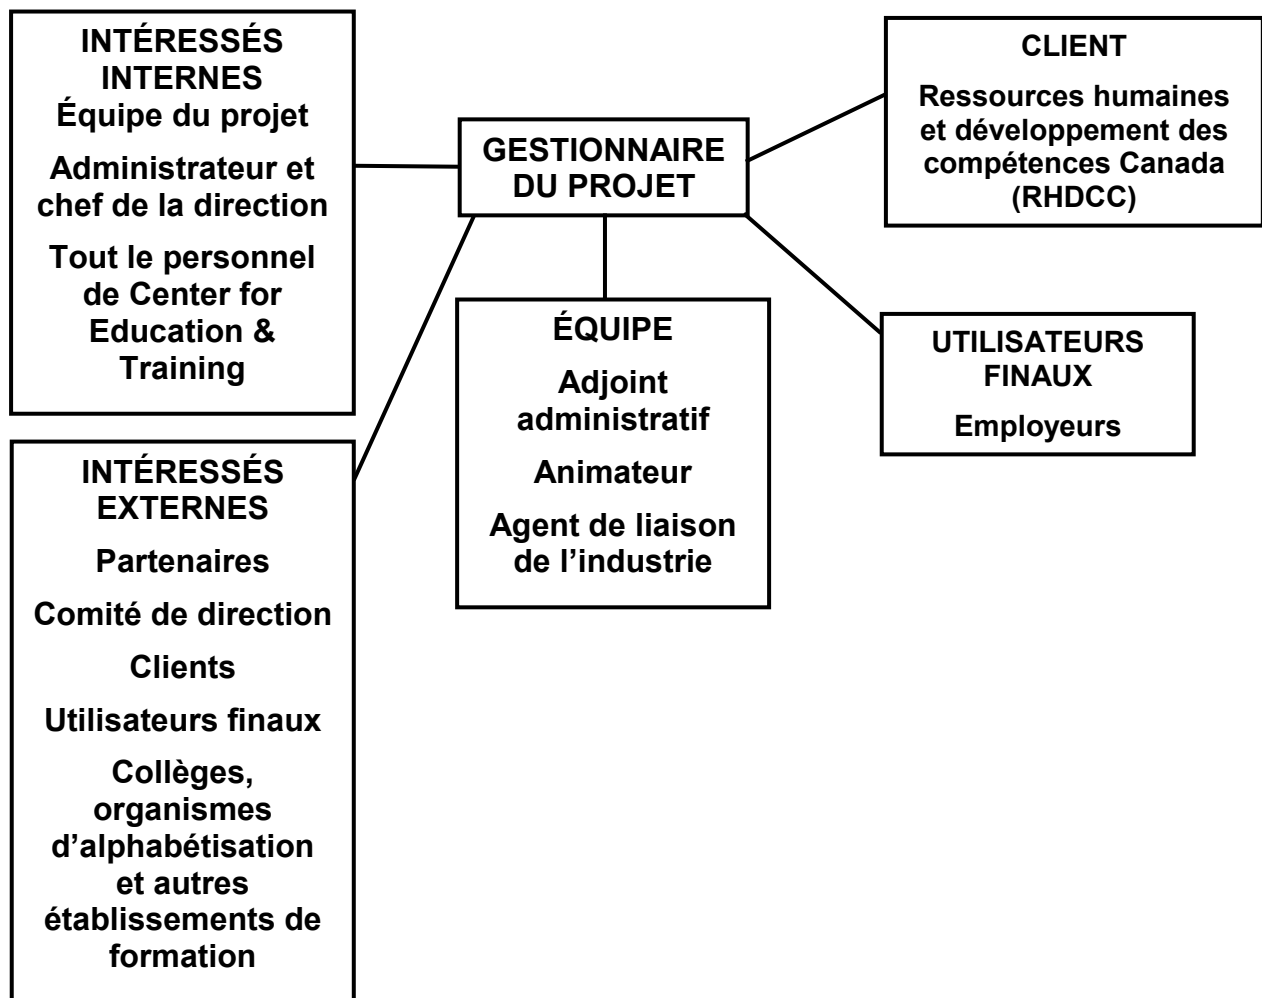 INTÉRESSÉS
INTERNES
Équipe du projet
Administrateur et
chef de la direction
Tout le personnel
de Center for
Education &
Training
INTÉRESSÉS
EXTERNES
Partenaires
Comité de direction
Clients
Utilisateurs finaux
Collèges,
organismes
d’alphabétisation
et autres
établissements de
formation
GESTIONNAIRE
DU PROJET
ÉQUIPE
Adjoint
administratif
Animateur
Agent de liaison
de l’industrie
CLIENT
Ressources humaines
et développement des
compétences Canada
(RHDCC)
UTILISATEURS
FINAUX
Employeurs